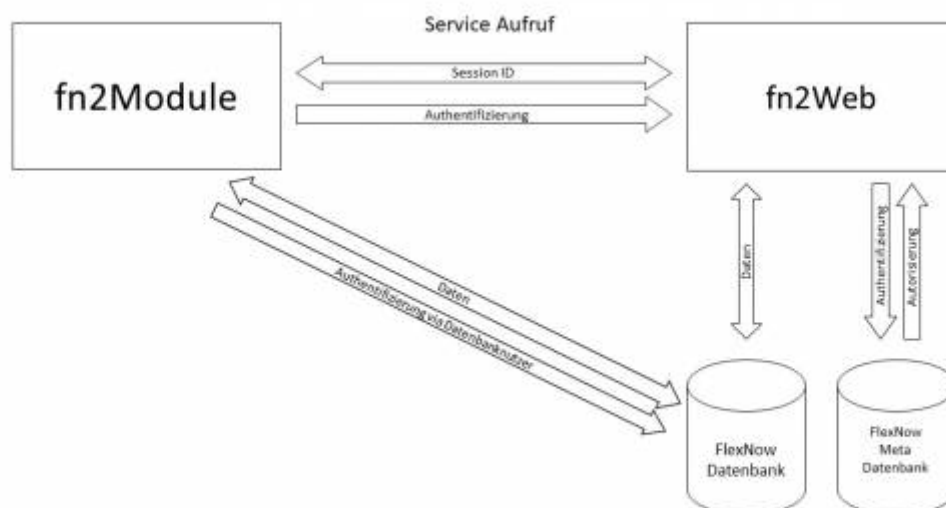 Service Aufruf
fn2Module
Session ID
fn2Web
Authentifizierung
Daten
Authentifizierung via Datenbanknutzer
Daten
Authentifizierung
Autorisierung
FlexNow
Datenbank
FlexNow
Meta
Datenbank